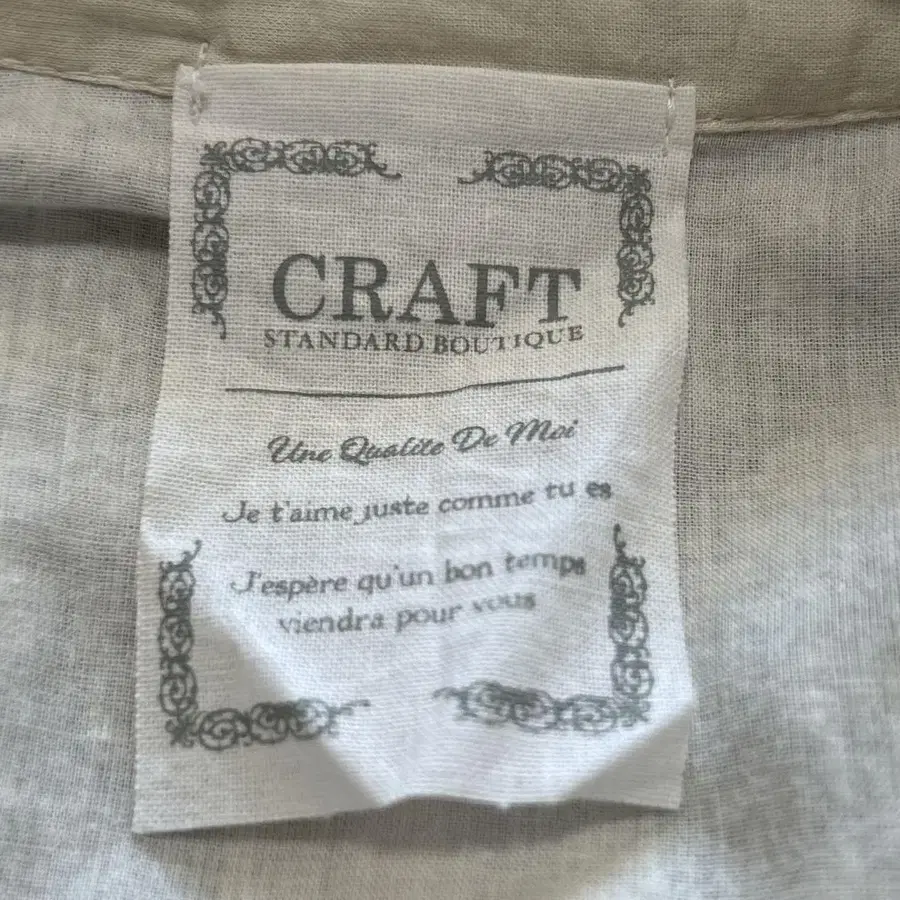 CRAFT
STANDARD BOUTIQUE
Une Qualite De Moi
Je t'aime juste comme tu es
J'espère qu'un bon temps
viendra pour vous